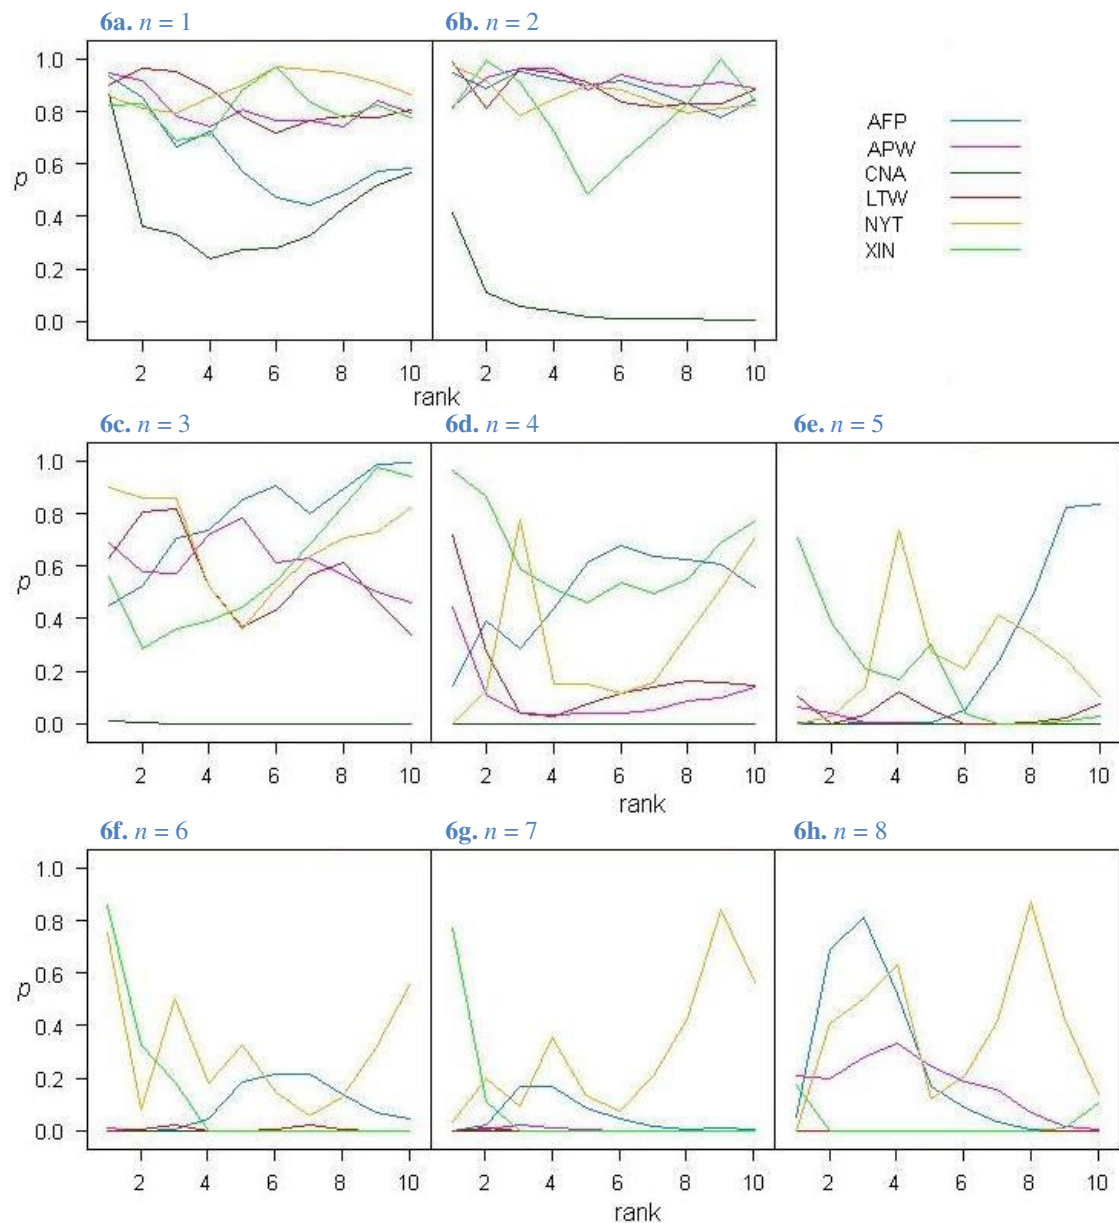 6a. n = 1
6b. n = 2
1.0
0.8
0.6
p
0.4
0.2
0.0
2 4 6 8 10
2 4 6 8 10
rank
AFP
APW
CNA
LTW
NYT
XIN
6c. n = 3
6d. n = 4
6e. n = 5
1.0
0.8
0.6
p
0.4
0.2
0.0
2 4 6 8 10
2 4 6 8 10
2 4 6 8 10
rank
6f. n = 6
6g. n = 7
6h. n = 8
1.0
0.8
0.6
p
0.4
0.2
0.0
2 4 6 8 10
2 4 6 8 10
2 4 6 8 10
rank